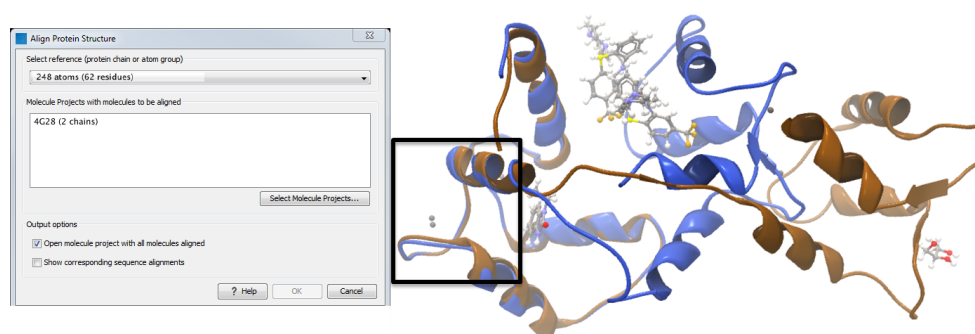 Align Protein Structure
Select reference (protein chain or atom group)
248 atoms (62 residues)
Molecule Projects with molecules to be aligned
4G28 (2 chains)
Select Molecule Projects...
Output options
Open molecule project with all molecules aligned
Show corresponding sequence alignments
? Help OK Cancel